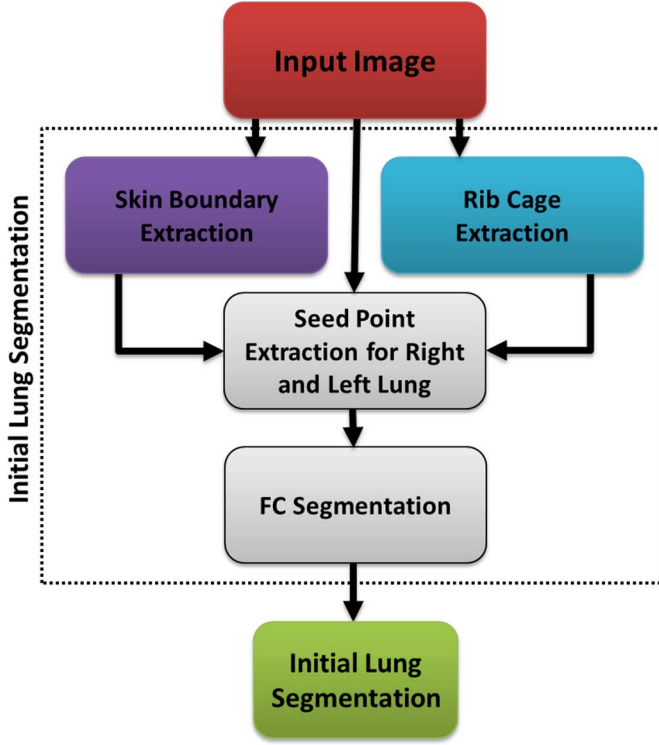 Input Image
Initial Lung Segmentation
Skin Boundary
Extraction
Rib Cage
Extraction
Seed Point
Extraction for Right
and Left Lung
FC Segmentation
Initial Lung
Segmentation